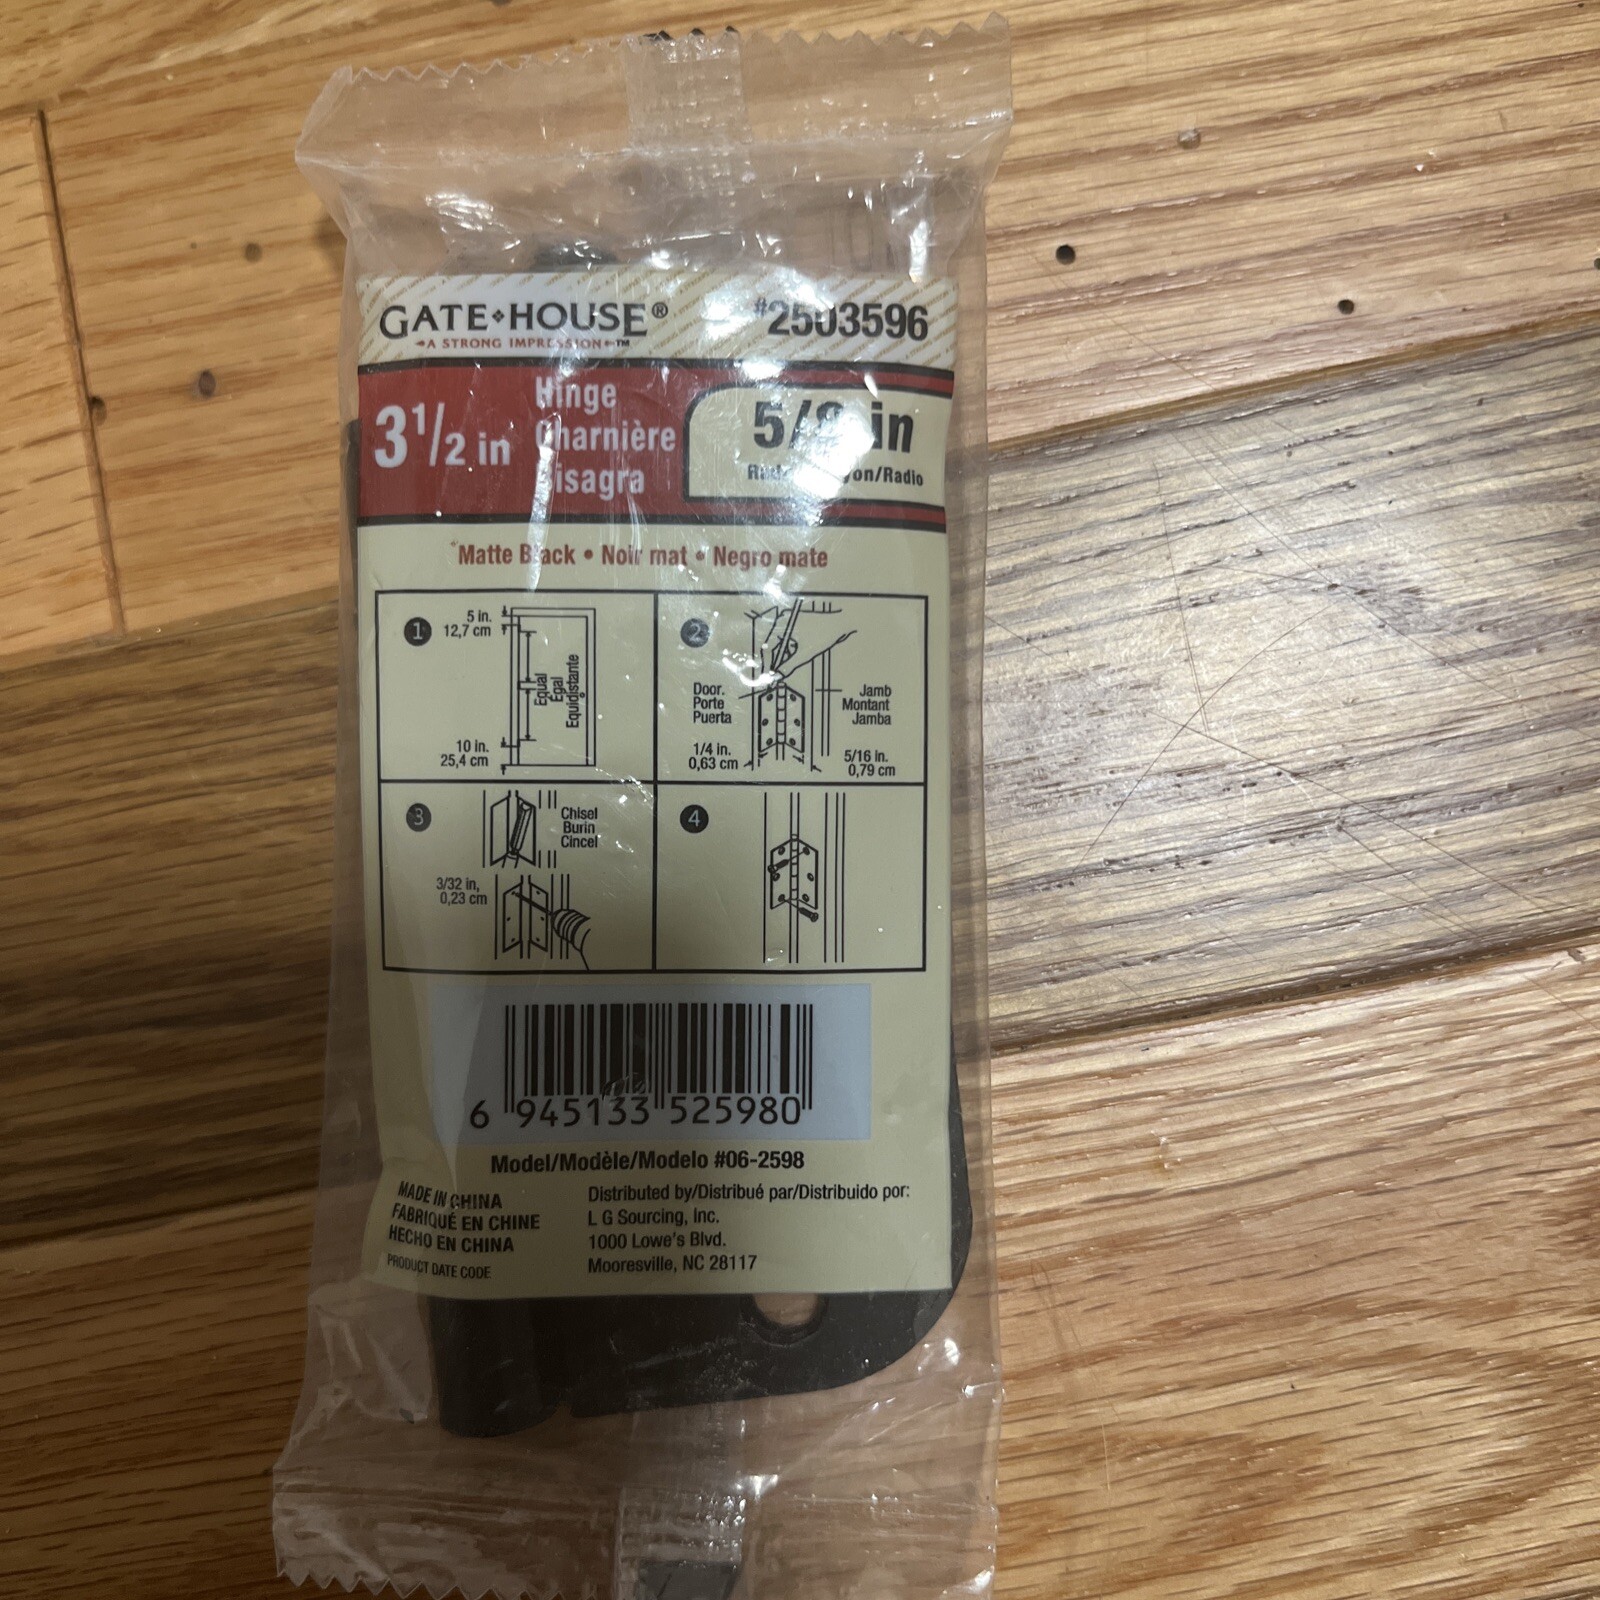 GATE HOUSE®
A STRONG IMPRESSION™
#2503596
3 1/2 in
Hinge
Charnière
Bisagra
5/8 in
/Radio
Matte Black • Noir mat • Negro mate
1
5 in.
12,7 cm
Equal
Égal
Equidistante
10 in.
25,4 cm
2
Door.
Porte
Puerta
Jamb
Montant
Jamba
1/4 in.
0,63 cm
5/16 in.
0,79 cm
3
Chisel
Burin
Cincel
3/32 in,
0,23 cm
4
6 945133 525980
Model/Modèle/Modelo #06-2598
MADE IN CHINA
FABRIQUÉ EN CHINE
HECHO EN CHINA
PRODUCT DATE CODE
Distributed by/Distribué par/Distribuido por:
L G Sourcing, Inc.
1000 Lowe's Blvd.
Mooresville, NC 28117